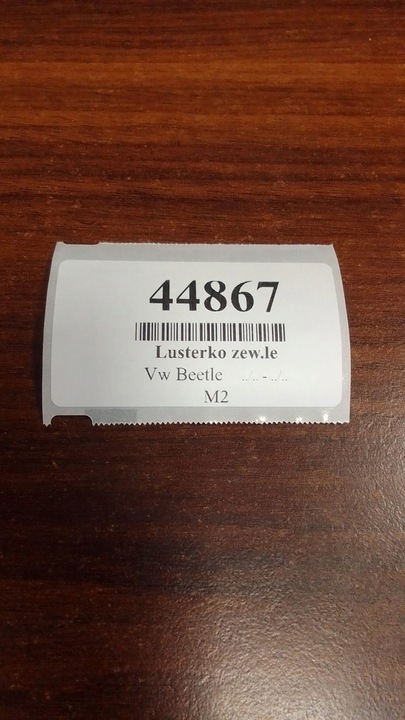 44867
Lusterko zew.le
Vw Beetle ../.. - ../..
M2